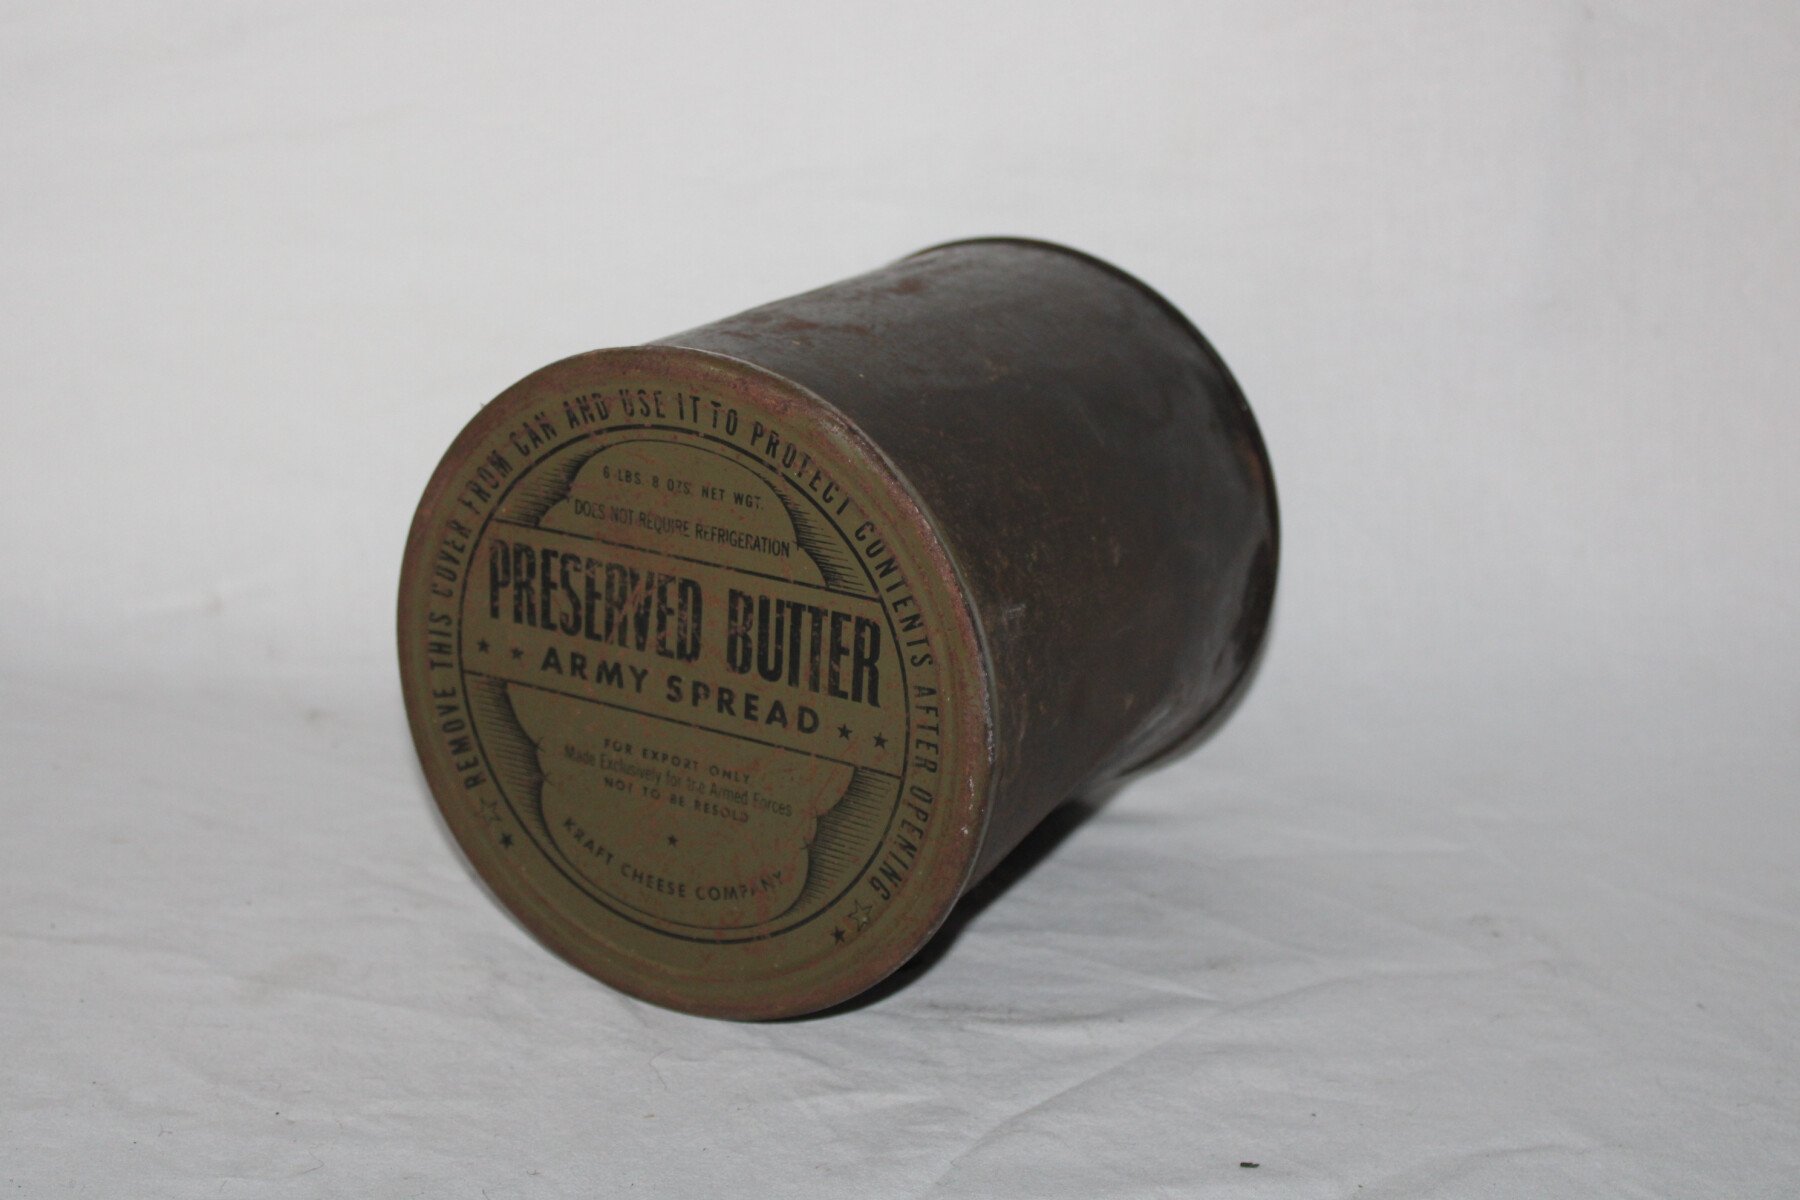 REMOVE THIS COVER FROM CAN AND USE IT TO PROTECT CONTENTS AFTER OPENING
6 LBS. 8 OZS. NET WGT.
DOES NOT REQUIRE REFRIGERATION
PRESERVED BUTTER
ARMY SPREAD
FOR EXPORT ONLY
Made Exclusively for the Armed Forces
NOT TO BE RESOLD
KRAFT CHEESE COMPANY